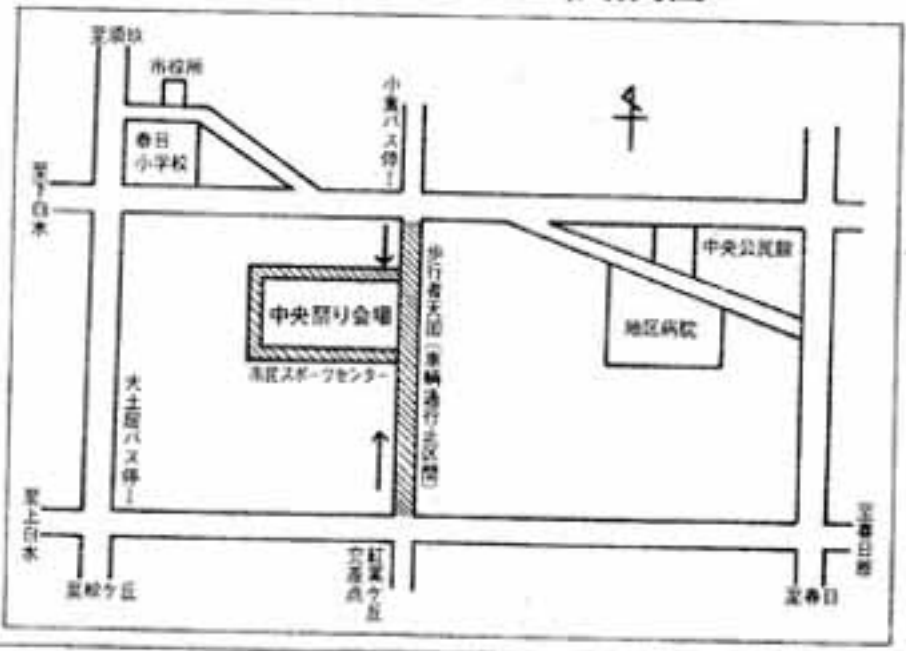 至須玖
市役所
春日
小学校
至下白水
小倉バス停
歩行者天国〔車輌通行止区間〕
中央祭り会場
市民スポーツセンター
中央公民館
地区病院
大土居バス停
至上白水
至松ケ丘
紅葉ケ丘
交差点
至春日